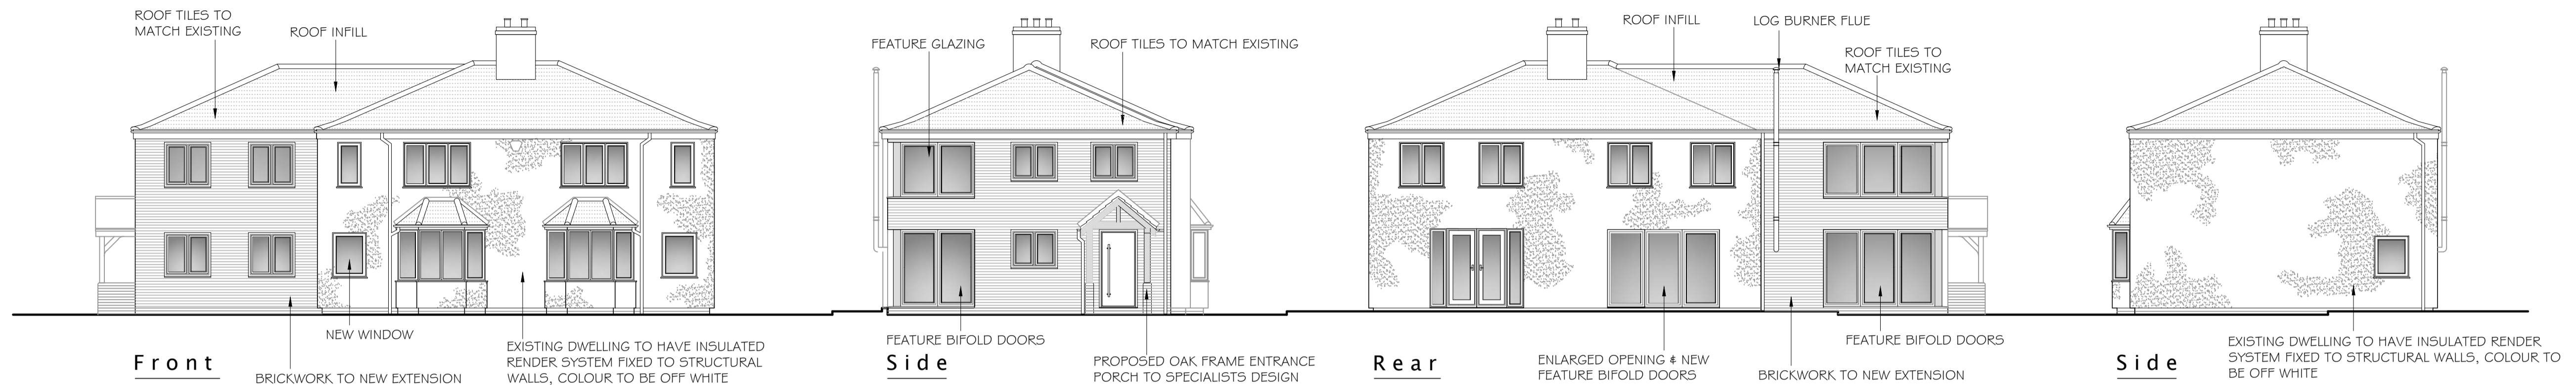 ROOF TILES TO
MATCH EXISTING
ROOF INFILL
NEW WINDOW
BRICKWORK TO NEW EXTENSION
EXISTING DWELLING TO HAVE INSULATED
RENDER SYSTEM FIXED TO STRUCTURAL
WALLS, COLOUR TO BE OFF WHITE
Front
FEATURE GLAZING
ROOF TILES TO MATCH EXISTING
FEATURE BIFOLD DOORS
PROPOSED OAK FRAME ENTRANCE
PORCH TO SPECIALISTS DESIGN
Side
ROOF INFILL
LOG BURNER FLUE
ROOF TILES TO
MATCH EXISTING
ENLARGED OPENING & NEW
FEATURE BIFOLD DOORS
FEATURE BIFOLD DOORS
BRICKWORK TO NEW EXTENSION
Rear
EXISTING DWELLING TO HAVE INSULATED RENDER
SYSTEM FIXED TO STRUCTURAL WALLS, COLOUR TO
BE OFF WHITE
Side